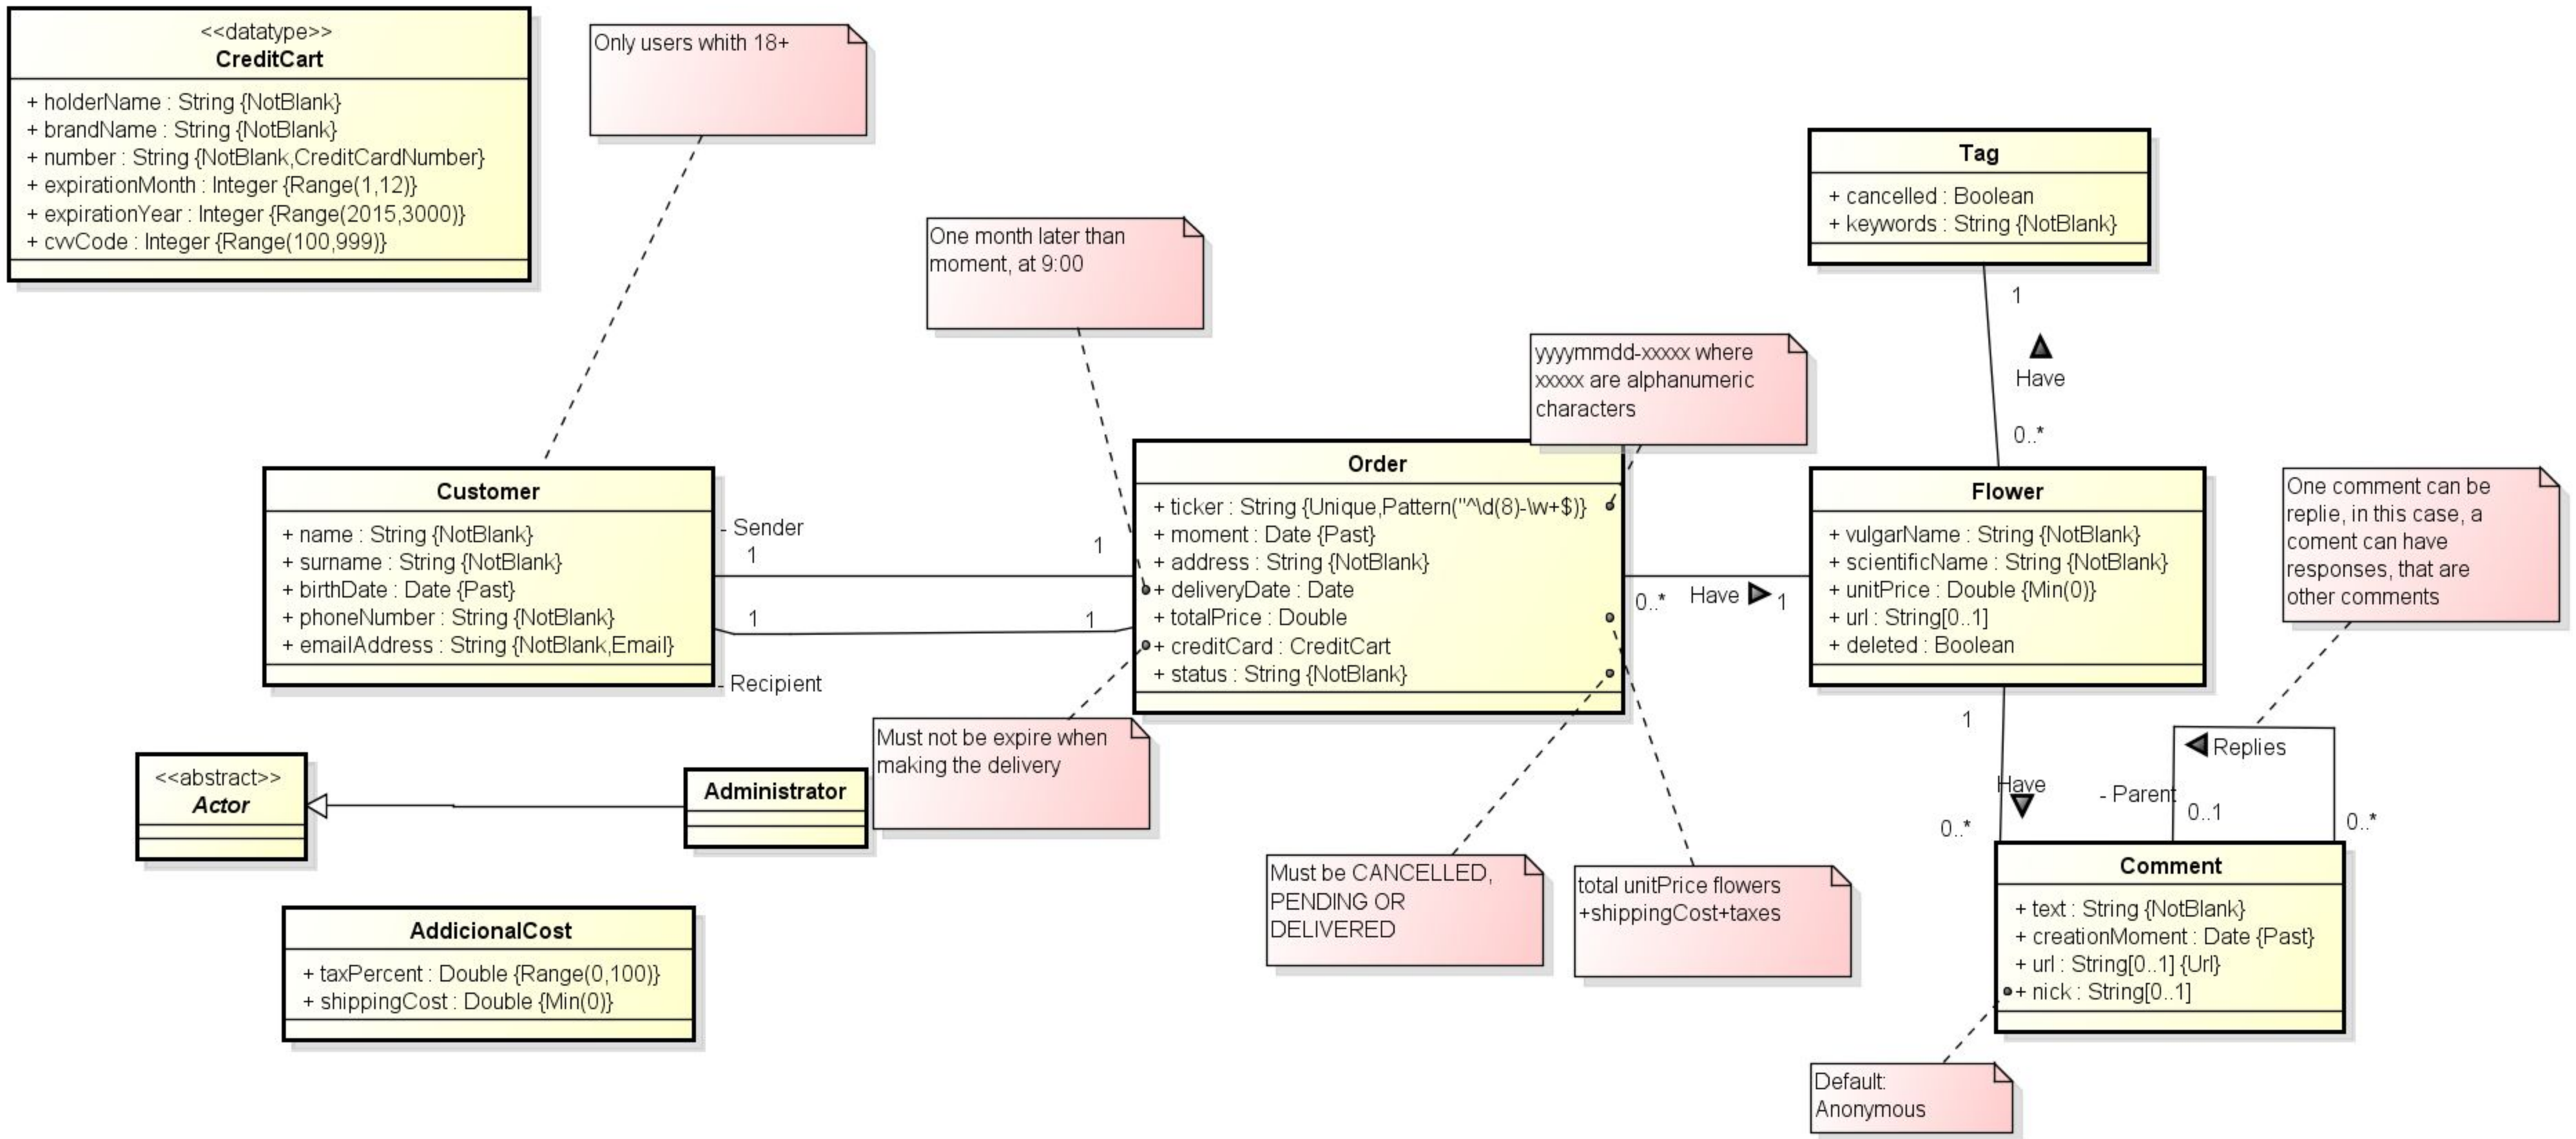 <<datatype>>
CreditCart
+ holderName : String {NotBlank}
+ brandName : String {NotBlank}
+ number : String {NotBlank,CreditCardNumber}
+ expirationMonth : Integer {Range(1,12)}
+ expirationYear : Integer {Range(2015,3000)}
+ cvvCode : Integer {Range(100,999)}
Only users whith 18+
One month later than
moment, at 9:00
yyyymmdd-xxxxx where
xxxxx are alphanumeric
characters
Tag
+ cancelled : Boolean
+ keywords : String {NotBlank}
1
Have
0..*
Customer
+ name : String {NotBlank}
+ surname : String {NotBlank}
+ birthDate : Date {Past}
+ phoneNumber : String {NotBlank}
+ emailAddress : String {NotBlank,Email}
- Sender
1
1
1
1
- Recipient
Order
+ ticker : String {Unique,Pattern("^\d(8)-\w+$)}
+ moment : Date {Past}
+ address : String {NotBlank}
+ deliveryDate : Date
+ totalPrice : Double
+ creditCard : CreditCart
+ status : String {NotBlank}
0..*
Have
1
Flower
+ vulgarName : String {NotBlank}
+ scientificName : String {NotBlank}
+ unitPrice : Double {Min(0)}
+ url : String[0..1]
+ deleted : Boolean
One comment can be
replie, in this case, a
coment can have
responses, that are
other comments
<<abstract>>
Actor
Administrator
Must not be expire when
making the delivery
AddicionalCost
+ taxPercent : Double {Range(0,100)}
+ shippingCost : Double {Min(0)}
Must be CANCELLED,
PENDING OR
DELIVERED
total unitPrice flowers
+shippingCost+taxes
1
Have
0..*
Replies
- Parent
0..1
0..*
Comment
+ text : String {NotBlank}
+ creationMoment : Date {Past}
+ url : String[0..1] {Url}
+ nick : String[0..1]
Default:
Anonymous